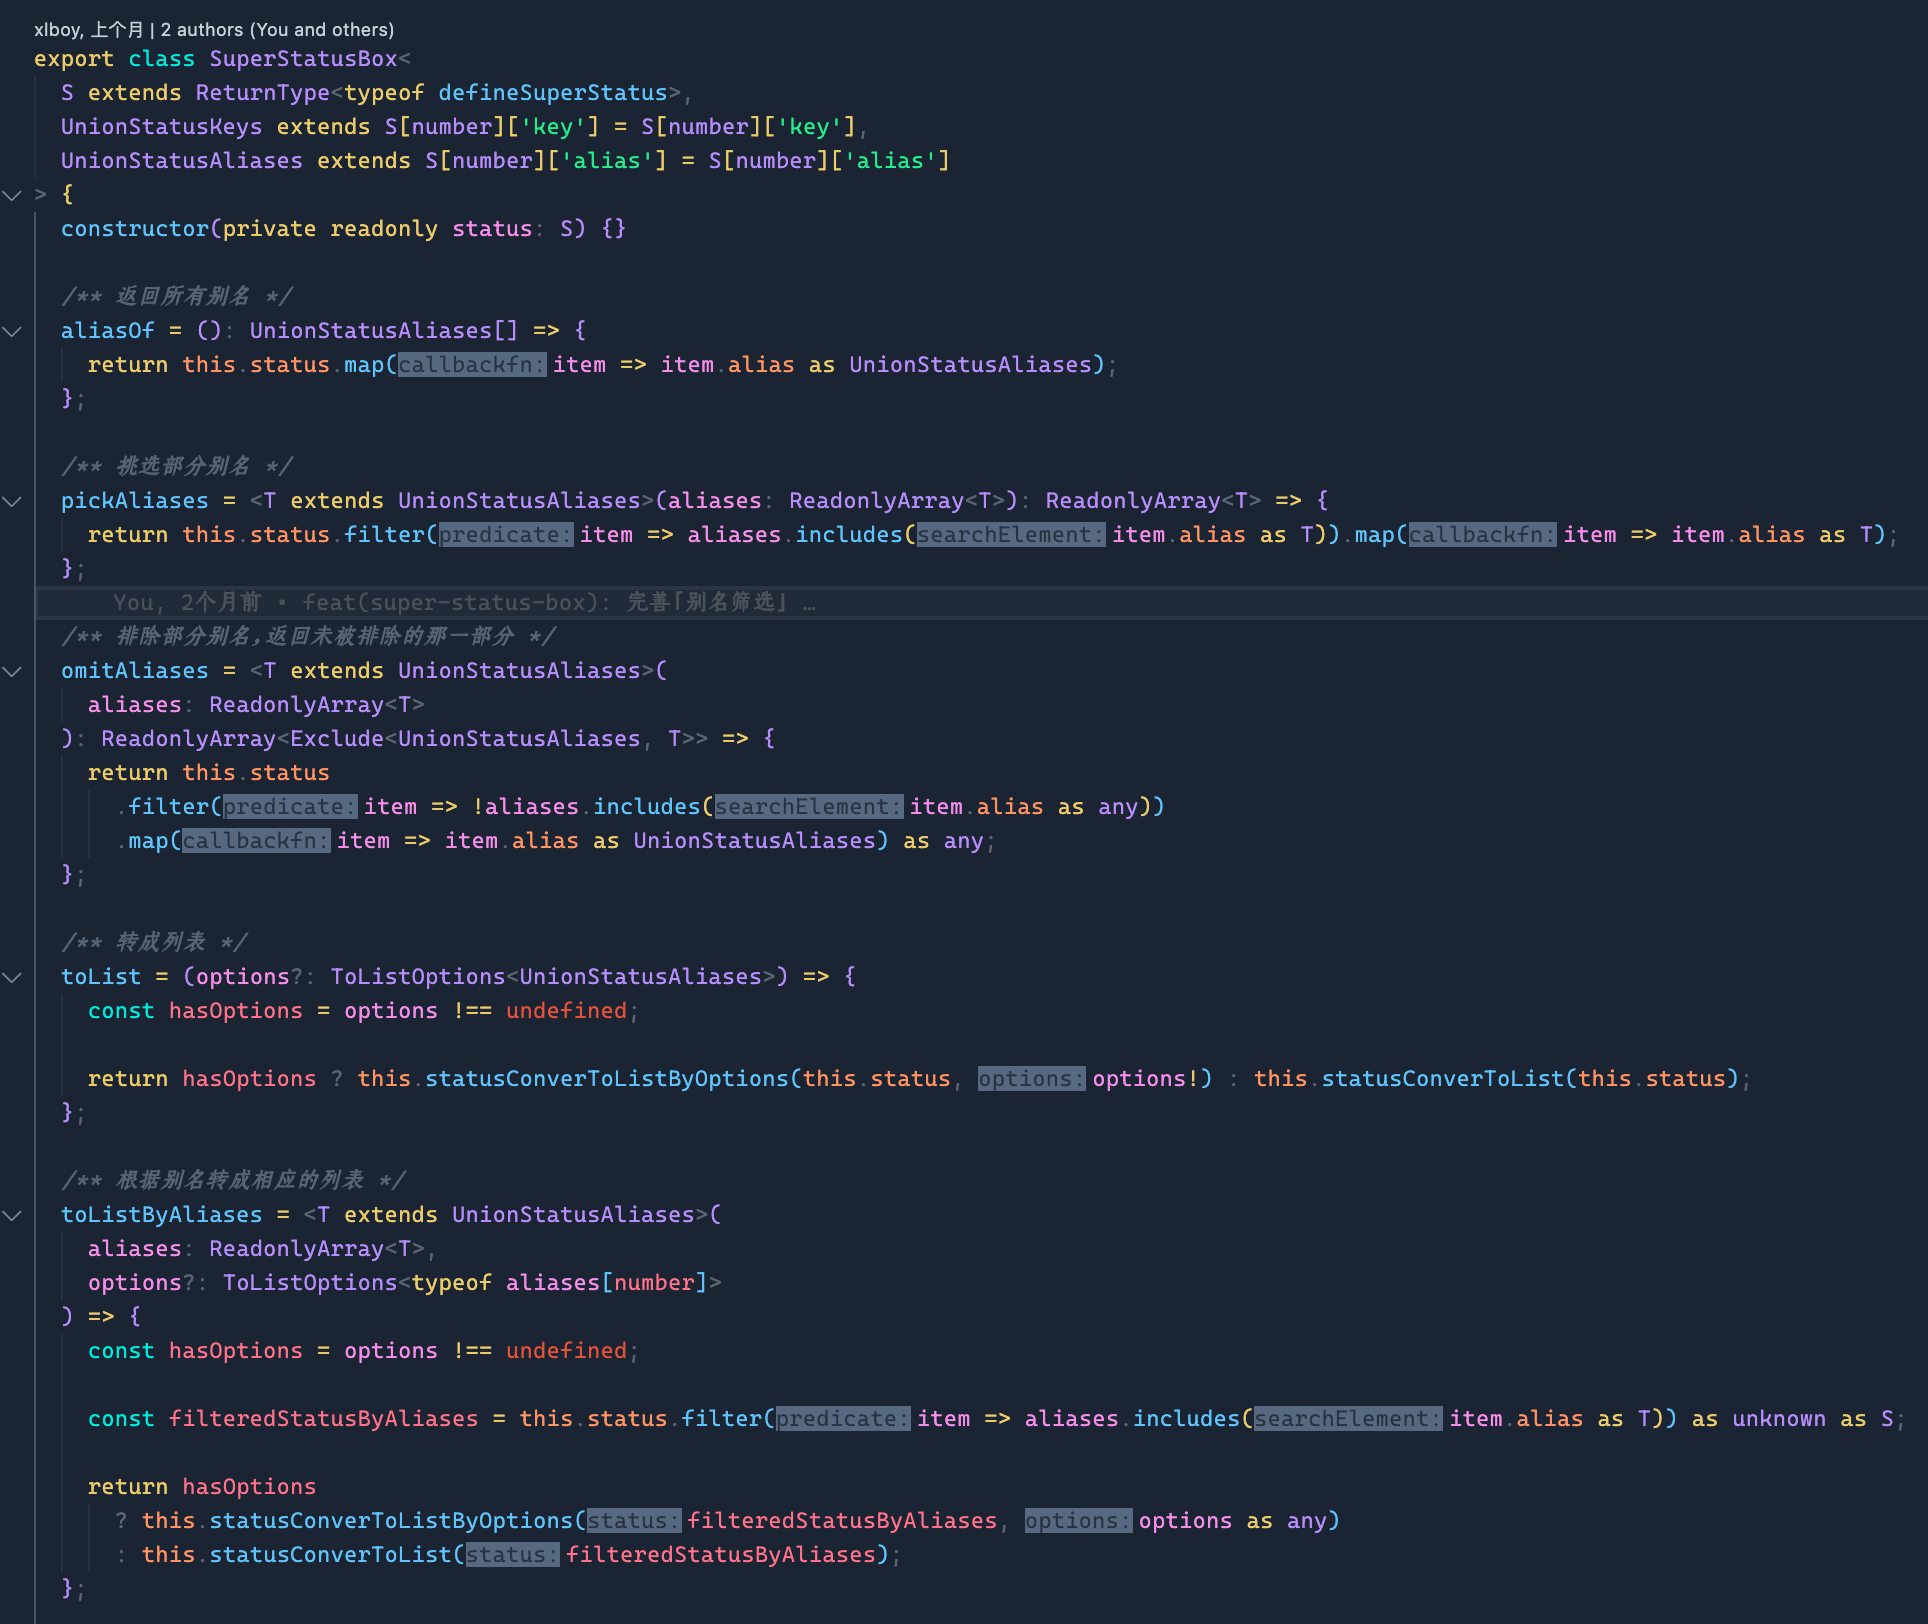 xlboy, 上个月 | 2 authors (You and others)
export class SuperStatusBox<
  S extends ReturnType<typeof defineSuperStatus>,
  UnionStatusKeys extends S[number]['key'] = S[number]['key'],
  UnionStatusAliases extends S[number]['alias'] = S[number]['alias']
> {
  constructor(private readonly status: S) {}
  /** 返回所有别名 */
  aliasOf = (): UnionStatusAliases[] => {
    return this.status.map(callbackfn: item => item.alias as UnionStatusAliases);
  };
  /** 挑选部分别名 */
  pickAliases = <T extends UnionStatusAliases>(aliases: ReadonlyArray<T>): ReadonlyArray<T> => {
    return this.status.filter(predicate: item => aliases.includes(searchElement: item.alias as T)).map(callbackfn: item => item.alias as T);
  };
      You, 2个月前 • feat(super-status-box): 完善「别名筛选」 …
  /** 排除部分别名,返回未被排除的那一部分 */
  omitAliases = <T extends UnionStatusAliases>(
    aliases: ReadonlyArray<T>
  ): ReadonlyArray<Exclude<UnionStatusAliases, T>> => {
    return this.status
      .filter(predicate: item => !aliases.includes(searchElement: item.alias as any))
      .map(callbackfn: item => item.alias as UnionStatusAliases) as any;
  };
  /** 转成列表 */
  toList = (options?: ToListOptions<UnionStatusAliases>) => {
    const hasOptions = options !== undefined;
    return hasOptions ? this.statusConverToListByOptions(this.status, options: options!) : this.statusConverToList(this.status);
  };
  /** 根据别名转成相应的列表 */
  toListByAliases = <T extends UnionStatusAliases>(
    aliases: ReadonlyArray<T>,
    options?: ToListOptions<typeof aliases[number]>
  ) => {
    const hasOptions = options !== undefined;
    const filteredStatusByAliases = this.status.filter(predicate: item => aliases.includes(searchElement: item.alias as T)) as unknown as S;
    return hasOptions
      ? this.statusConverToListByOptions(status: filteredStatusByAliases, options: options as any)
      : this.statusConverToList(status: filteredStatusByAliases);
  };